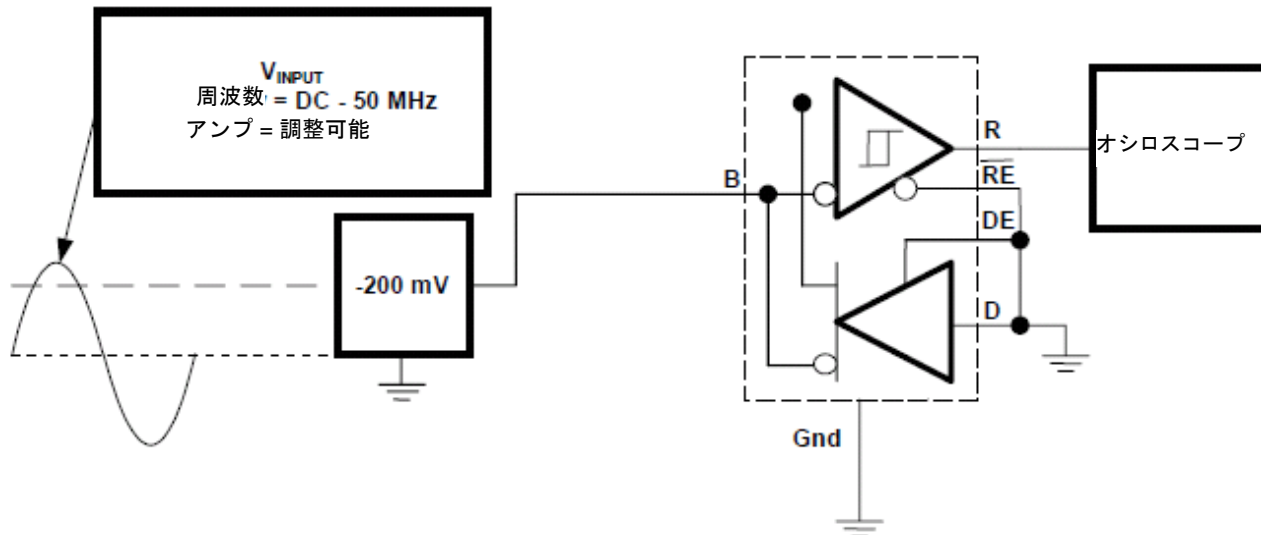 VINPUT
周波数 = DC - 50 MHz
アンプ = 調整可能
-200 mV
B
R
RE
DE
D
オシロスコープ
Gnd